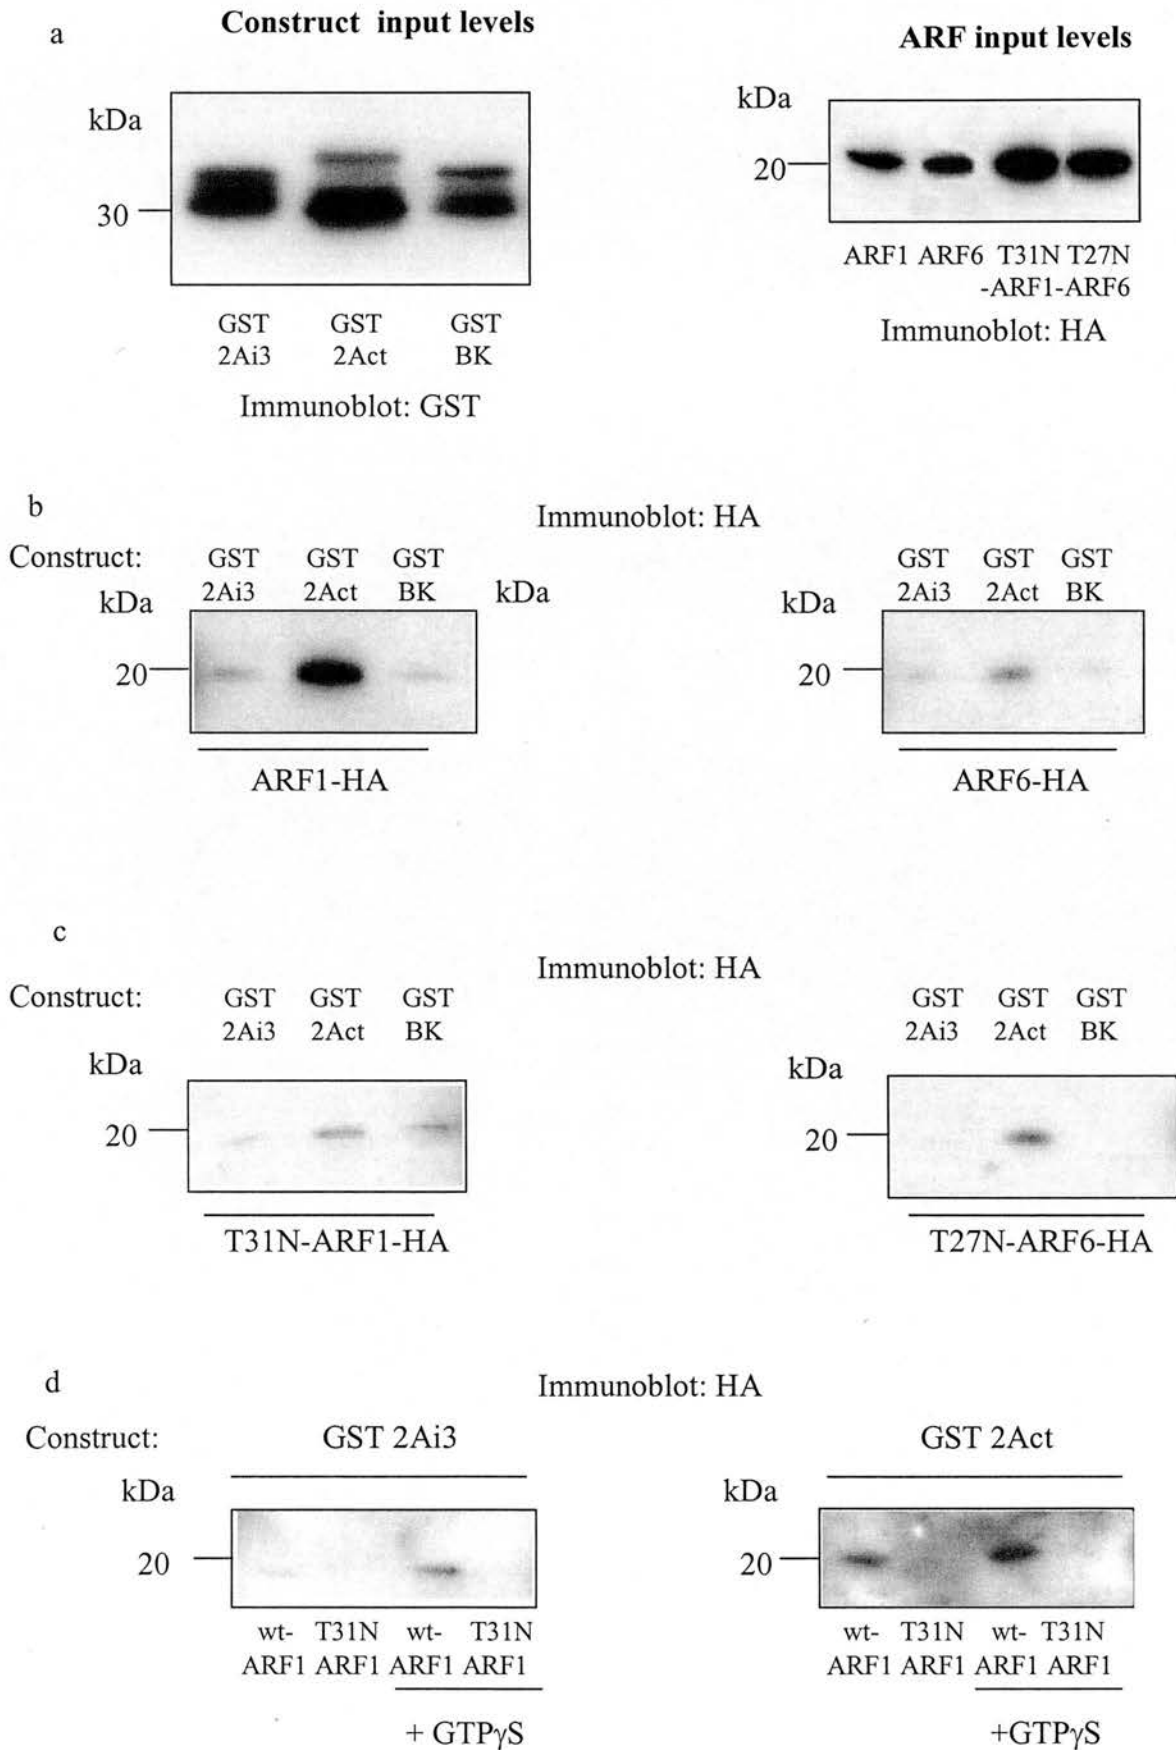 a
Construct input levels
ARF input levels
kDa
30
GST GST GST
2Ai3 2Act BK
Immunoblot: GST
kDa
20
ARF1 ARF6 T31N T27N
-ARF1-ARF6
Immunoblot: HA
b
Immunoblot: HA
Construct:
GST GST GST
2Ai3 2Act BK
kDa
20
ARF1-HA
kDa
GST GST GST
2Ai3 2Act BK
20
ARF6-HA
c
Immunoblot: HA
Construct:
GST GST GST
2Ai3 2Act BK
kDa
20
T31N-ARF1-HA
GST GST GST
2Ai3 2Act BK
kDa
20
T27N-ARF6-HA
d
Immunoblot: HA
Construct:
GST 2Ai3
kDa
20
wt- T31N wt- T31N
ARF1 ARF1 ARF1 ARF1
+ GTPγS
GST 2Act
kDa
20
wt- T31N wt- T31N
ARF1 ARF1 ARF1 ARF1
+GTPγS